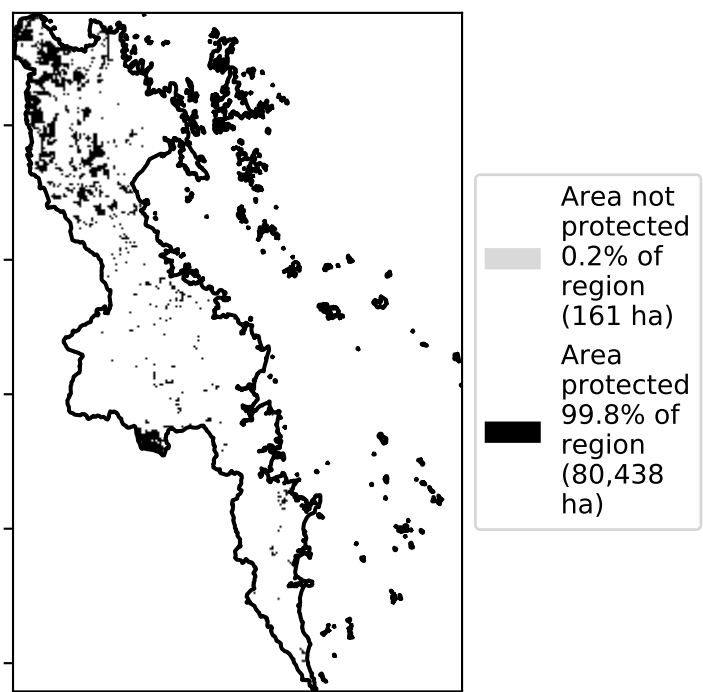 Area not
protected
0.2% of
region
(161 ha)
Area
protected
99.8% of
region
(80,438
ha)